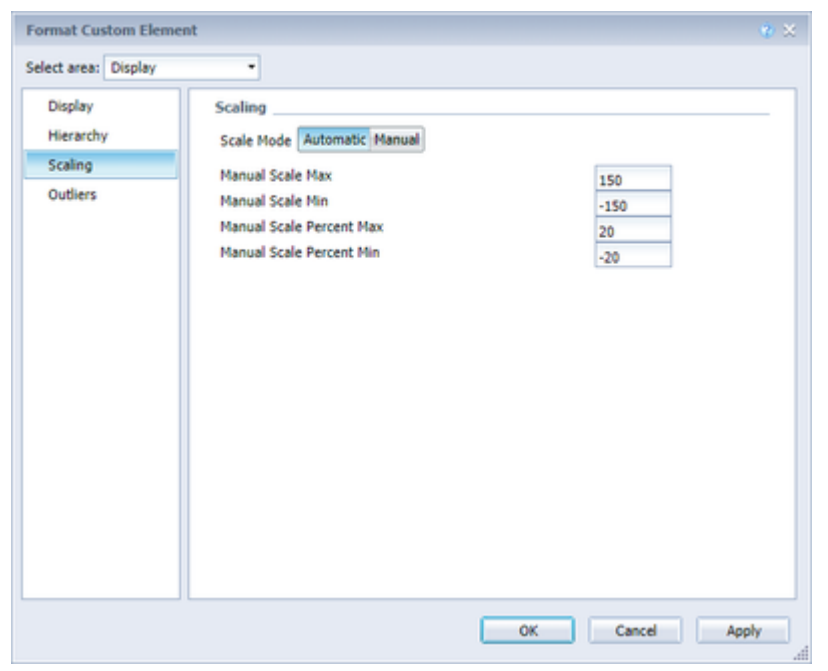 Format Custom Element
Select area: Display
Display
Hierarchy
Scaling
Outliers
Scaling
Scale Mode Automatic Manual
Manual Scale Max 150
Manual Scale Min -150
Manual Scale Percent Max 20
Manual Scale Percent Min -20
OK Cancel Apply